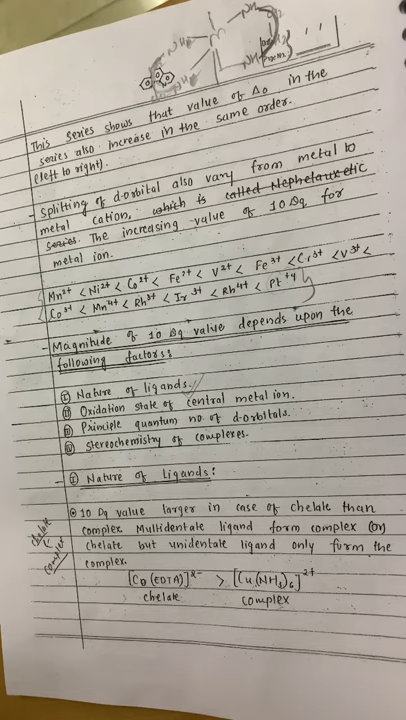 NH₂
M
NH₂
This series shows that value of Δ₀ in the
series also increase in the same order.
(left to right).
- Splitting of d-orbital also vary from metal to
metal cation, which is called Nephelauxetic
series. The increasing value of 10 Dq for
metal ion.
Mn²⁺ < Ni²⁺ < Co²⁺ < Fe²⁺ < V²⁺ < Fe³⁺ < Cr³⁺ < V³⁺ <
Co³⁺ < Mn⁴⁺ < Rh³⁺ < Ir³⁺ < Rh⁴⁺ < Pt⁺⁴
- Magnitude of 10 Dq value depends upon the
following factors:
(I) Nature of ligands.
(II) Oxidation state of central metal ion.
(III) Principle quantum no. of d-orbitals.
(IV) Stereochemistry of complexes.
(I) Nature of Ligands:
10 Dq value larger in case of chelate than
complex Multidentate ligand form complex (or)
chelate but unidentate ligand only form the
complex.
chelate
<
complex
[Co(EDTA)]²⁻ > [Cu(NH₃)₆]²⁺
chelate complex